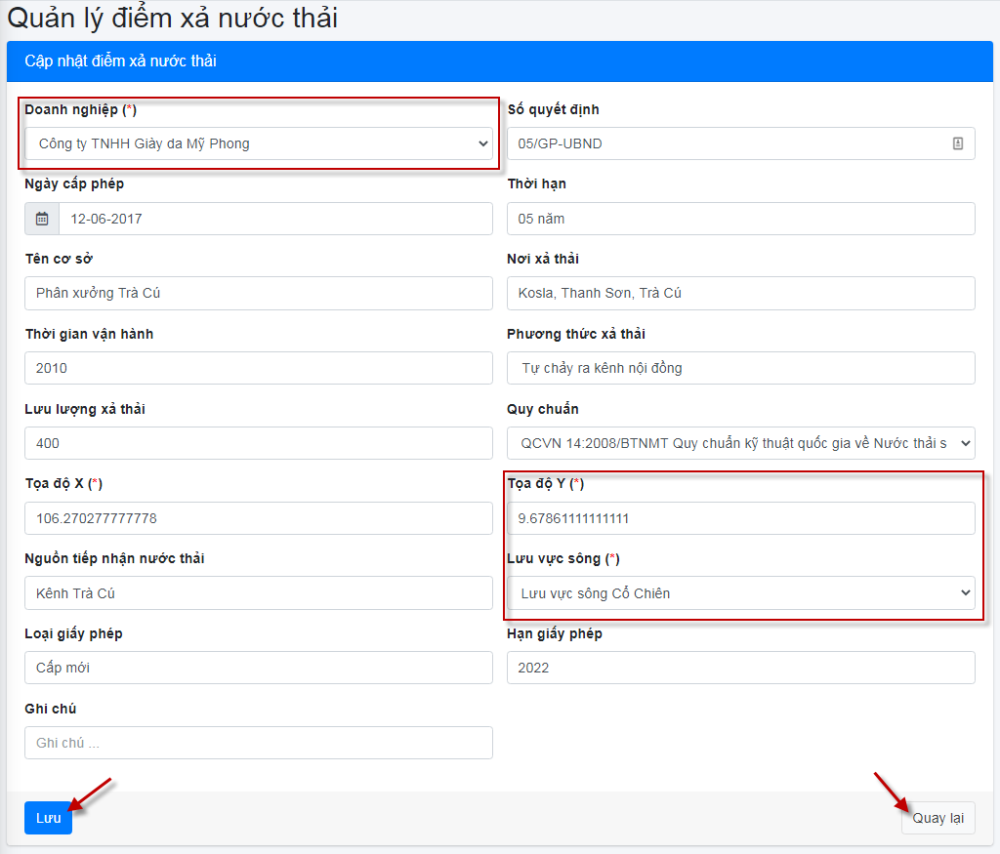 Quản lý điểm xả nước thải
Cập nhật điểm xả nước thải
Doanh nghiệp (*)
Số quyết định
Công ty TNHH Giày da Mỹ Phong
05/GP-UBND
Ngày cấp phép
Thời hạn
12-06-2017
05 năm
Tên cơ sở
Nơi xả thải
Phân xưởng Trà Cú
Kosla, Thanh Sơn, Trà Cú
Thời gian vận hành
Phương thức xả thải
2010
Tự chảy ra kênh nội đồng
Lưu lượng xả thải
Quy chuẩn
400
QCVN 14:2008/BTNMT Quy chuẩn kỹ thuật quốc gia về Nước thải s
Tọa độ X (*)
Tọa độ Y (*)
106.270277777778
9.67861111111111
Nguồn tiếp nhận nước thải
Lưu vực sông (*)
Kênh Trà Cú
Lưu vực sông Cổ Chiên
Loại giấy phép
Hạn giấy phép
Cấp mới
2022
Ghi chú
Ghi chú ...
Lưu
Quay lại